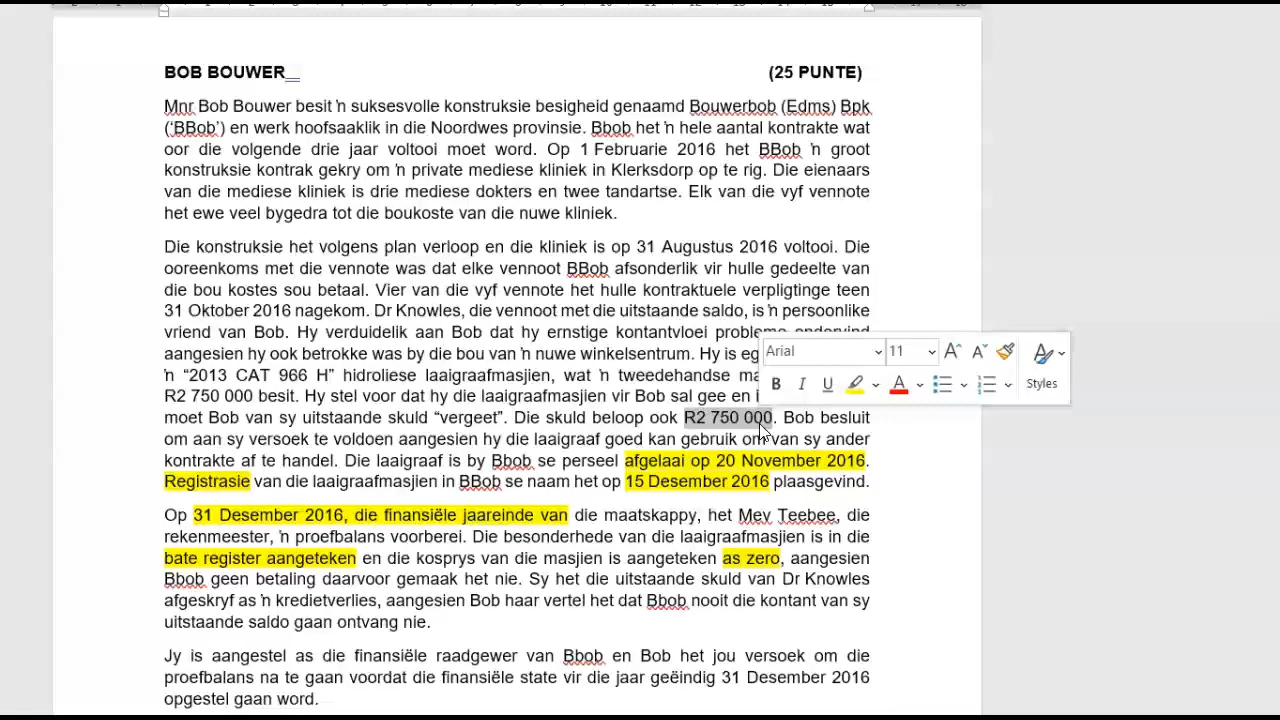 BOB BOUWER (25 PUNTE)
Mnr Bob Bouwer besit 'n suksesvolle konstruksie besigheid genaamd Bouwerbob (Edms) Bpk
('BBob') en werk hoofsaaklik in die Noordwes provinsie. Bbob het 'n hele aantal kontrakte wat
oor die volgende drie jaar voltooi moet word. Op 1 Februarie 2016 het BBob 'n groot
konstruksie kontrak gekry om 'n private mediese kliniek in Klerksdorp op te rig. Die eienaars
van die mediese kliniek is drie mediese dokters en twee tandartse. Elk van die vyf vennote
het ewe veel bygedra tot die boukoste van die nuwe kliniek.
Die konstruksie het volgens plan verloop en die kliniek is op 31 Augustus 2016 voltooi. Die
ooreenkoms met die vennote was dat elke vennoot BBob afsonderlik vir hulle gedeelte van
die bou kostes sou betaal. Vier van die vyf vennote het hulle kontraktuele verpligtinge teen
31 Oktober 2016 nagekom. Dr Knowles, die vennoot met die uitstaande saldo, is 'n persoonlike
vriend van Bob. Hy verduidelik aan Bob dat hy ernstige kontantvloei probleme ondervind
aangesien hy ook betrokke was by die bou van 'n nuwe winkelsentrum. Hy is
'n “2013 CAT 966 H” hidroliese laaigraafmasjien, wat 'n tweedehandse
R2 750 000 besit. Hy stel voor dat hy die laaigraafmasjien vir Bob sal gee en
moet Bob van sy uitstaande skuld “vergeet”. Die skuld beloop ook R2 750 000. Bob besluit
om aan sy versoek te voldoen aangesien hy die laaigraaf goed kan gebruik om van sy ander
kontrakte af te handel. Die laaigraaf is by Bbob se perseel afgelaai op 20 November 2016.
Registrasie van die laaigraafmasjien in BBob se naam het op 15 Desember 2016 plaasgevind.
Op 31 Desember 2016, die finansiële jaareinde van die maatskappy, het Mev Teebee, die
rekenmeester, 'n proefbalans voorberei. Die besonderhede van die laaigraafmasjien is in die
bate register aangeteken en die kosprys van die masjien is aangeteken as zero, aangesien
Bbob geen betaling daarvoor gemaak het nie. Sy het die uitstaande skuld van Dr Knowles
afgeskryf as 'n kredietverlies, aangesien Bob haar vertel het dat Bbob nooit die kontant van sy
uitstaande saldo gaan ontvang nie.
Jy is aangestel as die finansiële raadgewer van Bbob en Bob het jou versoek om die
proefbalans na te gaan voordat die finansiële state vir die jaar geëindig 31 Desember 2016
opgestel gaan word.
Arial 11
B I U A Styles